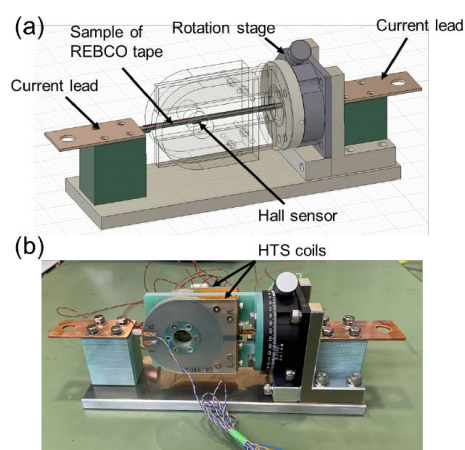 (a)
Rotation stage
Current lead
Sample of
REBCO tape
Current lead
Hall sensor
(b)
HTS coils